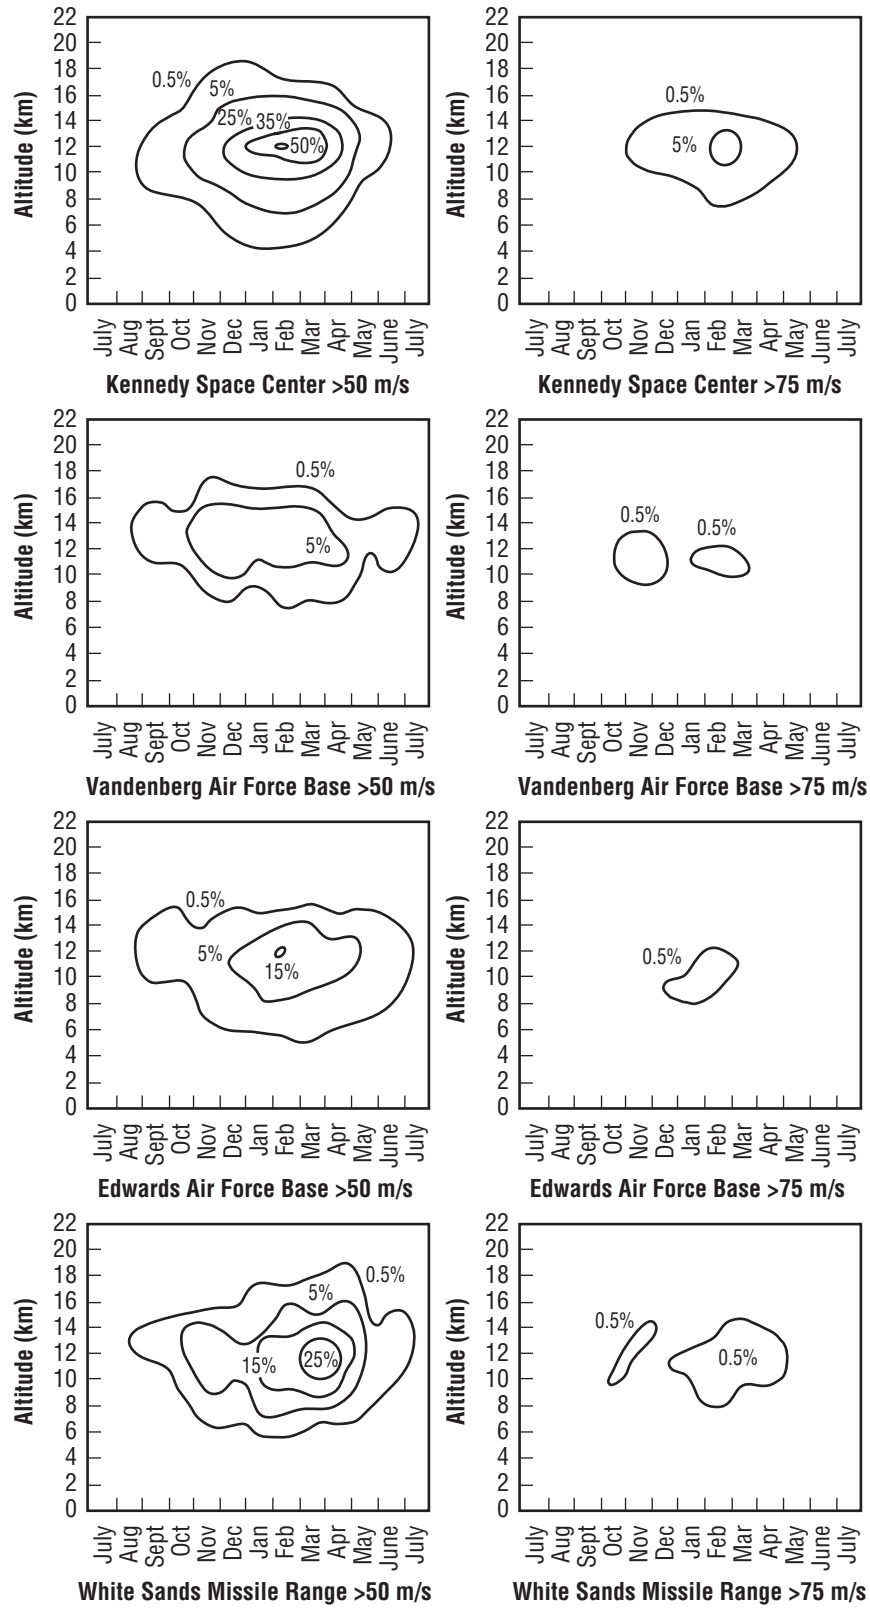 22
20
18
16
14
12
10
8
6
4
2
0
Altitude (km)
0.5%
5%
25%
35%
50%
July
Aug
Sept
Oct
Nov
Dec
Jan
Feb
Mar
Apr
May
June
July
Kennedy Space Center >50 m/s
22
20
18
16
14
12
10
8
6
4
2
0
Altitude (km)
0.5%
5%
July
Aug
Sept
Oct
Nov
Dec
Jan
Feb
Mar
Apr
May
June
July
Kennedy Space Center >75 m/s
22
20
18
16
14
12
10
8
6
4
2
0
Altitude (km)
0.5%
5%
July
Aug
Sept
Oct
Nov
Dec
Jan
Feb
Mar
Apr
May
June
July
Vandenberg Air Force Base >50 m/s
22
20
18
16
14
12
10
8
6
4
2
0
Altitude (km)
0.5%
0.5%
July
Aug
Sept
Oct
Nov
Dec
Jan
Feb
Mar
Apr
May
June
July
Vandenberg Air Force Base >75 m/s
22
20
18
16
14
12
10
8
6
4
2
0
Altitude (km)
0.5%
5%
15%
July
Aug
Sept
Oct
Nov
Dec
Jan
Feb
Mar
Apr
May
June
July
Edwards Air Force Base >50 m/s
22
20
18
16
14
12
10
8
6
4
2
0
Altitude (km)
0.5%
July
Aug
Sept
Oct
Nov
Dec
Jan
Feb
Mar
Apr
May
June
July
Edwards Air Force Base >75 m/s
22
20
18
16
14
12
10
8
6
4
2
0
Altitude (km)
0.5%
5%
15%
25%
July
Aug
Sept
Oct
Nov
Dec
Jan
Feb
Mar
Apr
May
June
July
White Sands Missile Range >50 m/s
22
20
18
16
14
12
10
8
6
4
2
0
Altitude (km)
0.5%
0.5%
July
Aug
Sept
Oct
Nov
Dec
Jan
Feb
Mar
Apr
May
June
July
White Sands Missile Range >75 m/s